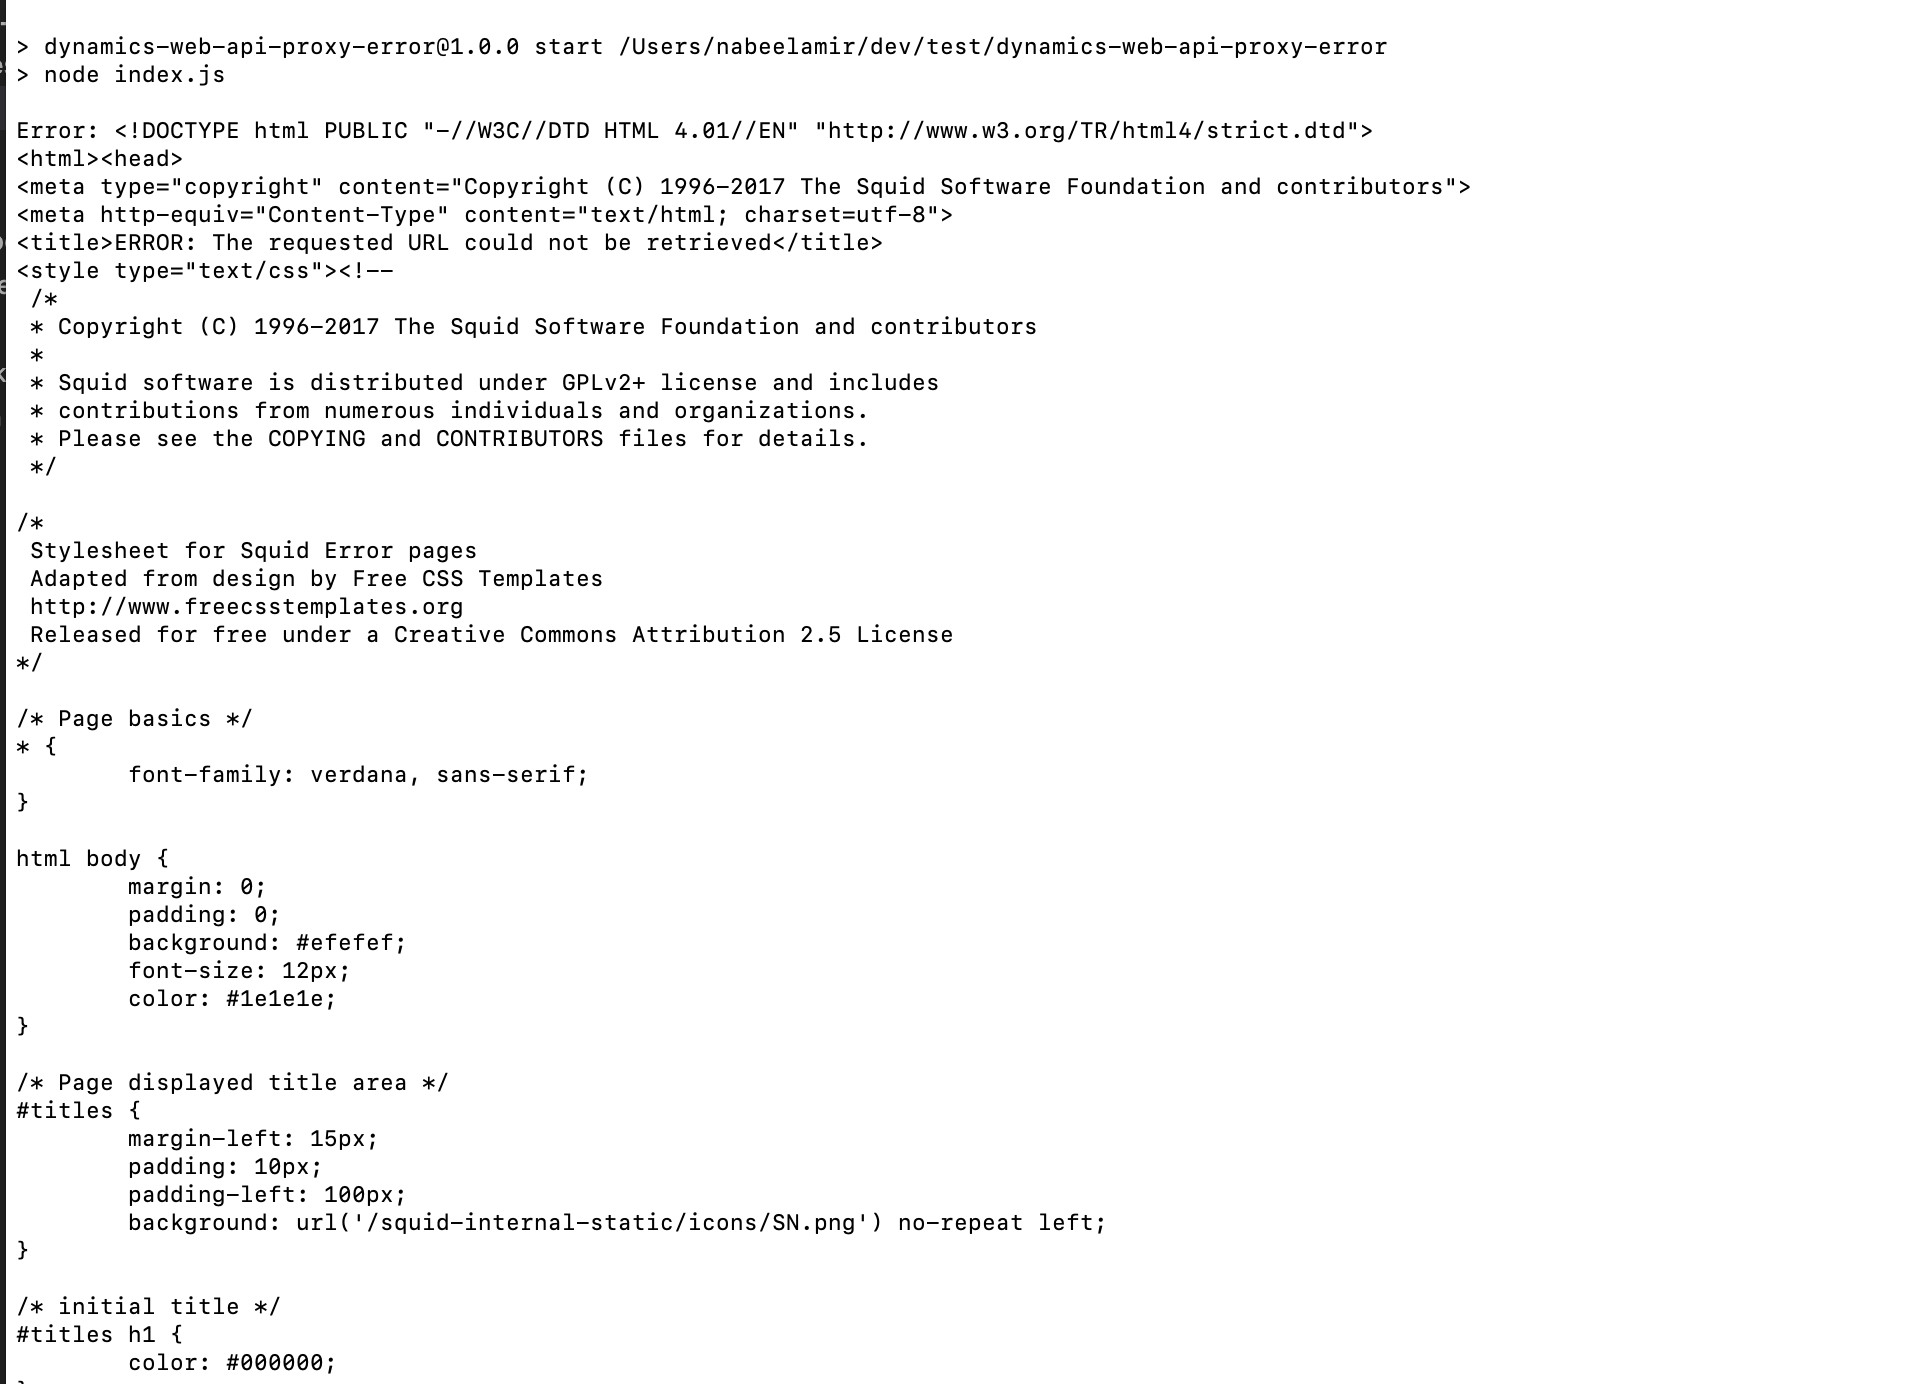 > dynamics-web-api-proxy-error@1.0.0 start /Users/nabeelamir/dev/test/dynamics-web-api-proxy-error
> node index.js
Error: <!DOCTYPE html PUBLIC "-//W3C//DTD HTML 4.01//EN" "http://www.w3.org/TR/html4/strict.dtd">
<html><head>
<meta type="copyright" content="Copyright (C) 1996-2017 The Squid Software Foundation and contributors">
<meta http-equiv="Content-Type" content="text/html; charset=utf-8">
<title>ERROR: The requested URL could not be retrieved</title>
<style type="text/css"><!--
 /*
 * Copyright (C) 1996-2017 The Squid Software Foundation and contributors
 *
 * Squid software is distributed under GPLv2+ license and includes
 * contributions from numerous individuals and organizations.
 * Please see the COPYING and CONTRIBUTORS files for details.
 */
/*
 Stylesheet for Squid Error pages
 Adapted from design by Free CSS Templates
 http://www.freecsstemplates.org
 Released for free under a Creative Commons Attribution 2.5 License
*/
/* Page basics */
* {
        font-family: verdana, sans-serif;
}
html body {
        margin: 0;
        padding: 0;
        background: #efefef;
        font-size: 12px;
        color: #1e1e1e;
}
/* Page displayed title area */
#titles {
        margin-left: 15px;
        padding: 10px;
        padding-left: 100px;
        background: url('/squid-internal-static/icons/SN.png') no-repeat left;
}
/* initial title */
#titles h1 {
        color: #000000;